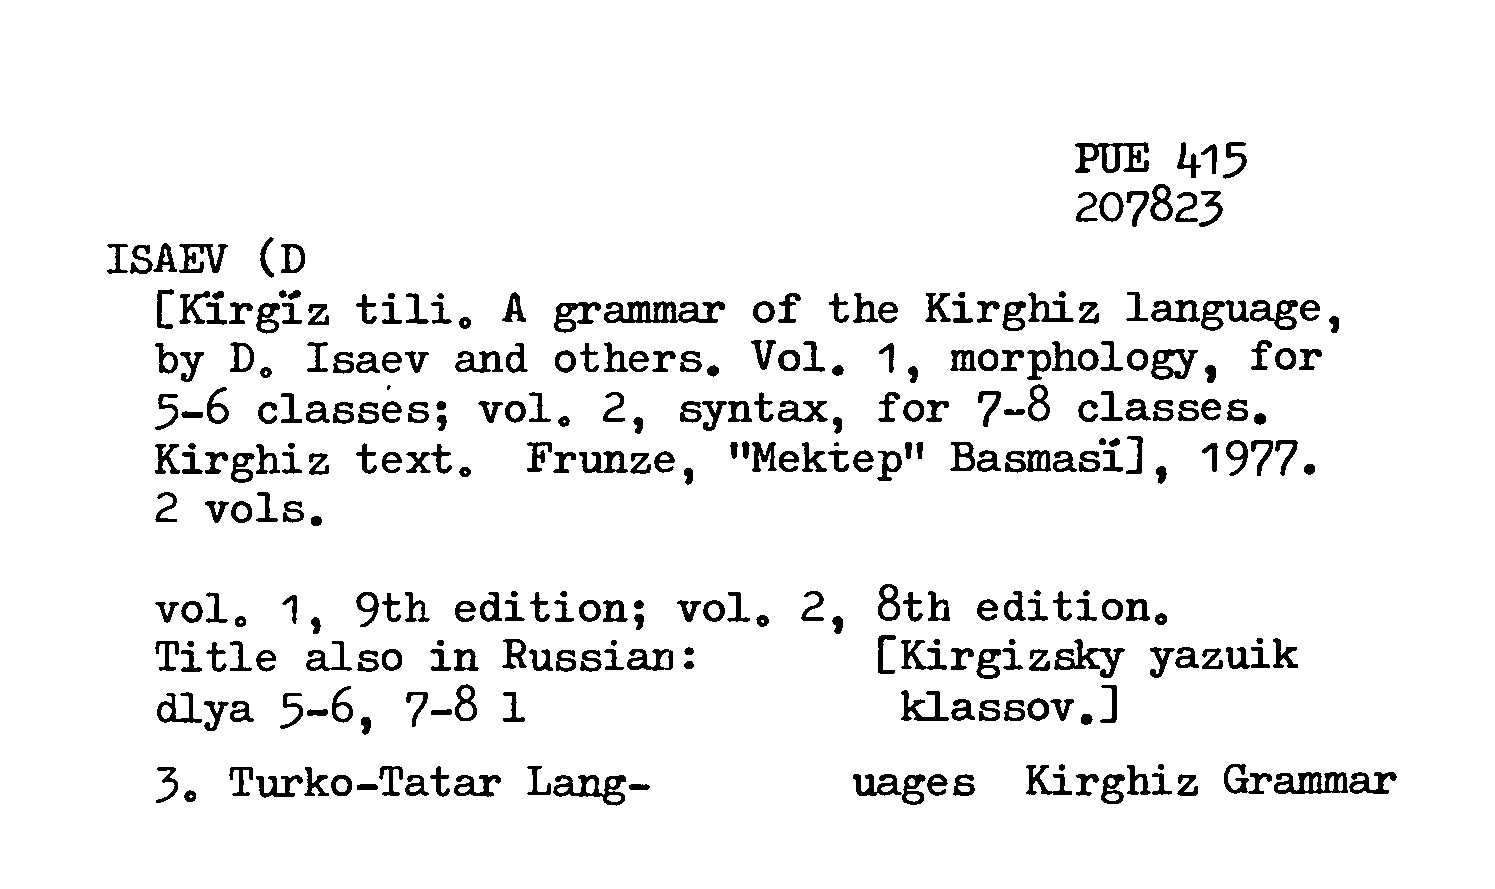 PUE 415
207823
ISAEV (D
[Kïrgïz tili. A grammar of the Kirghiz language,
by D. Isaev and others. Vol. 1, morphology, for
5-6 classes; vol. 2, syntax, for 7-8 classes.
Kirghiz text. Frunze, "Mektep" Basmasï], 1977.
2 vols.
vol. 1, 9th edition; vol. 2, 8th edition.
Title also in Russian: [Kirgizsky yazuik
dlya 5-6, 7-8 l klassov.]
3. Turko-Tatar Lang- uages Kirghiz Grammar